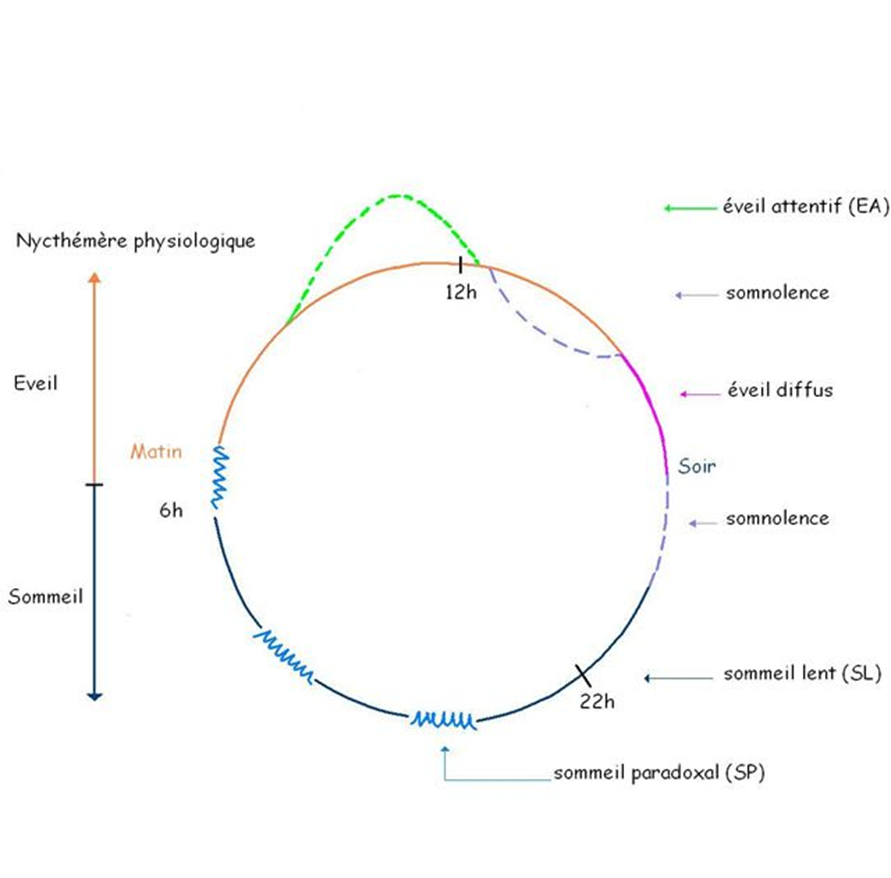 éveil attentif (EA)
Nycthémère physiologique
12h
somnolence
Eveil
éveil diffus
Matin
Soir
6h
somnolence
Sommeil
sommeil lent (SL)
22h
sommeil paradoxal (SP)